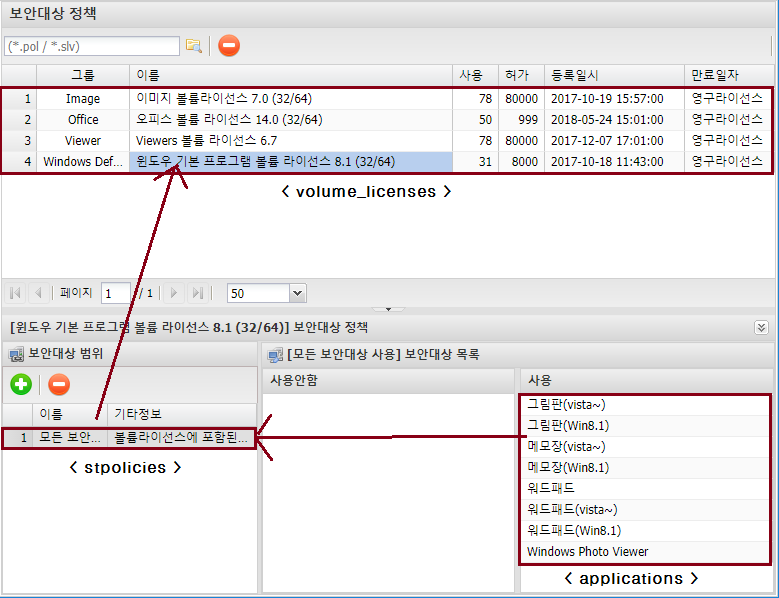 보안대상 정책
(*.pol / *.slv)
그룹 이름 사용 허가 등록일시 만료일자
1 Image 이미지 볼륨라이선스 7.0 (32/64) 78 80000 2017-10-19 15:57:00 영구라이선스
2 Office 오피스 볼륨 라이선스 14.0 (32/64) 50 999 2018-05-24 15:01:00 영구라이선스
3 Viewer Viewers 볼륨 라이선스 6.7 78 80000 2017-12-07 17:01:00 영구라이선스
4 Windows Def... 윈도우 기본 프로그램 볼륨 라이선스 8.1 (32/64) 31 8000 2017-10-18 11:43:00 영구라이선스
< volume_licenses >
페이지 1 / 1 50
[윈도우 기본 프로그램 볼륨 라이선스 8.1 (32/64)] 보안대상 정책
보안대상 범위
이름 기타정보
1 모든 보안... 볼륨라이선스에 포함된...
< stpolicies >
[모든 보안대상 사용] 보안대상 목록
사용안함 사용
그림판(vista~)
그림판(Win8.1)
메모장(vista~)
메모장(Win8.1)
워드패드
워드패드(vista~)
워드패드(Win8.1)
Windows Photo Viewer
< applications >